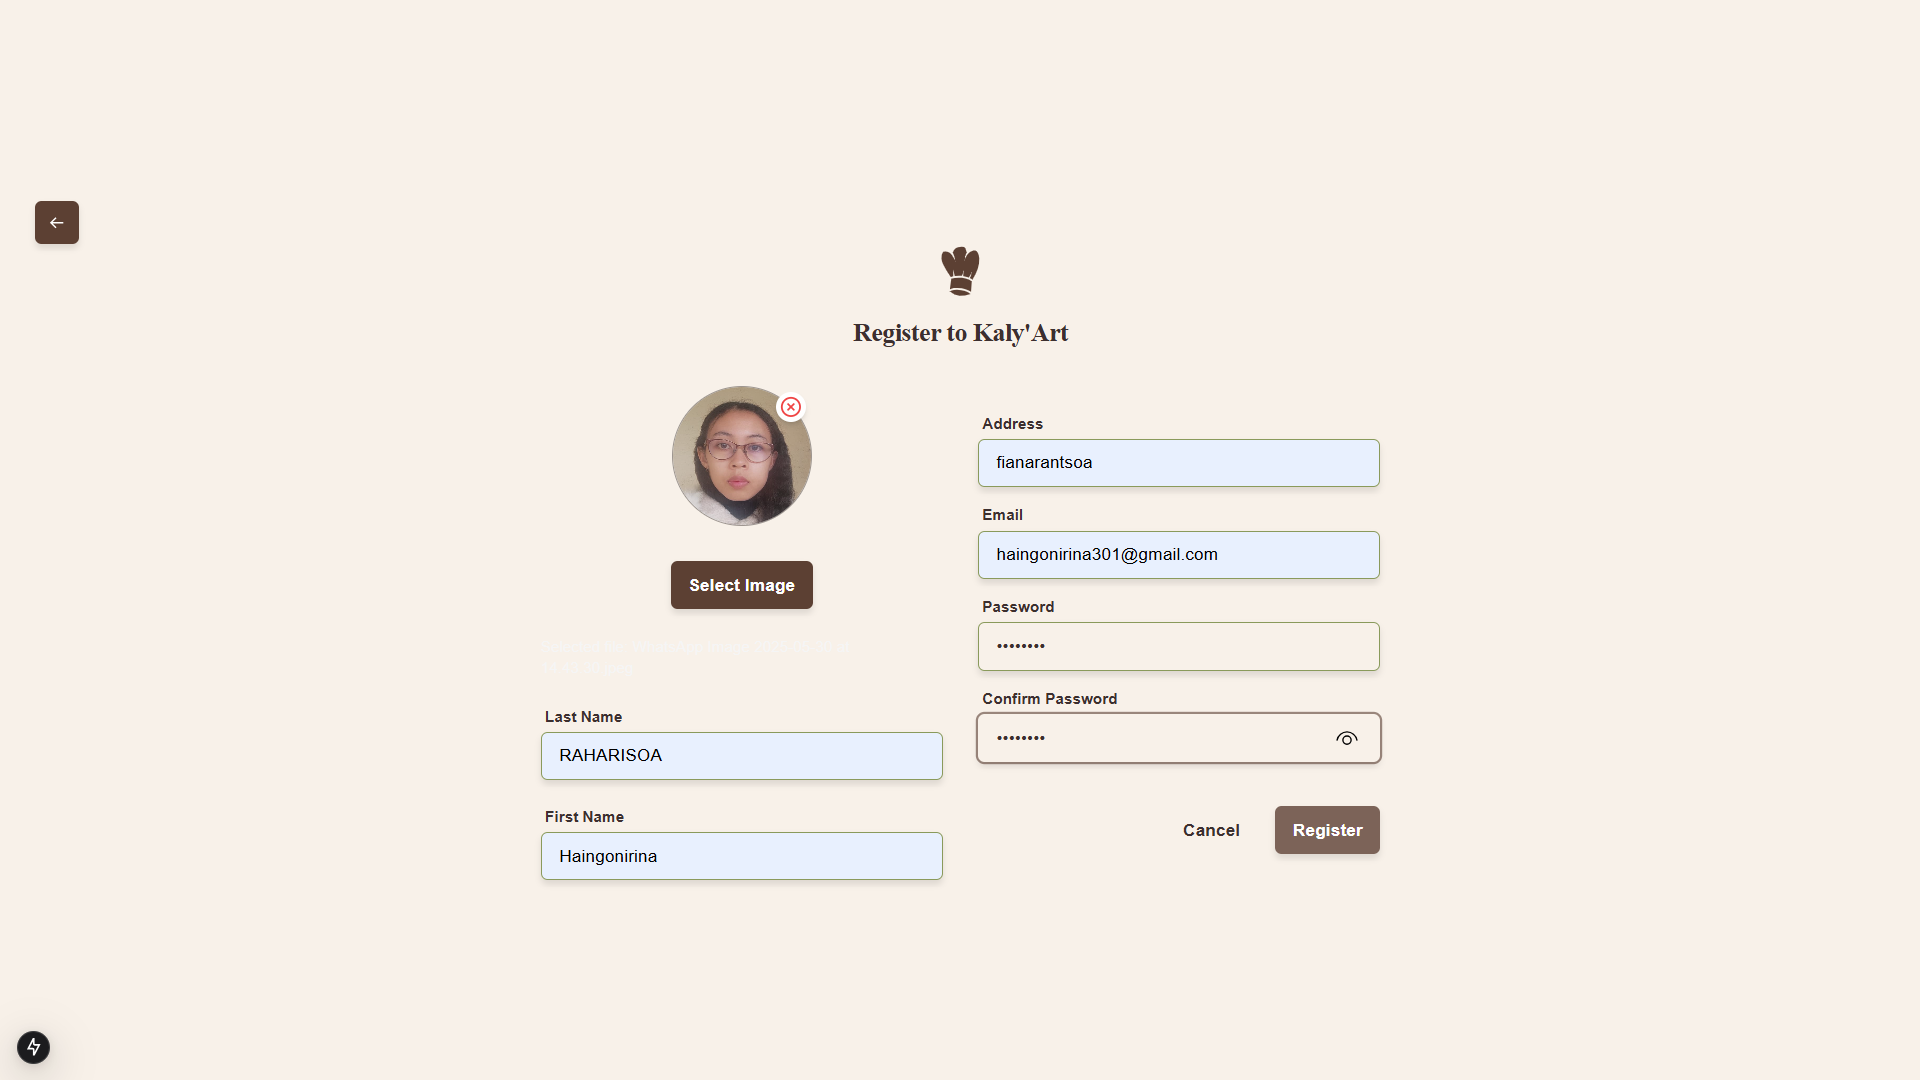 Register to Kaly'Art
Select Image
Last Name
RAHARISOA
First Name
Haingonirina
Address
fianarantsoa
Email
haingonirina301@gmail.com
Password
••••••••
Confirm Password
••••••••
Cancel
Register